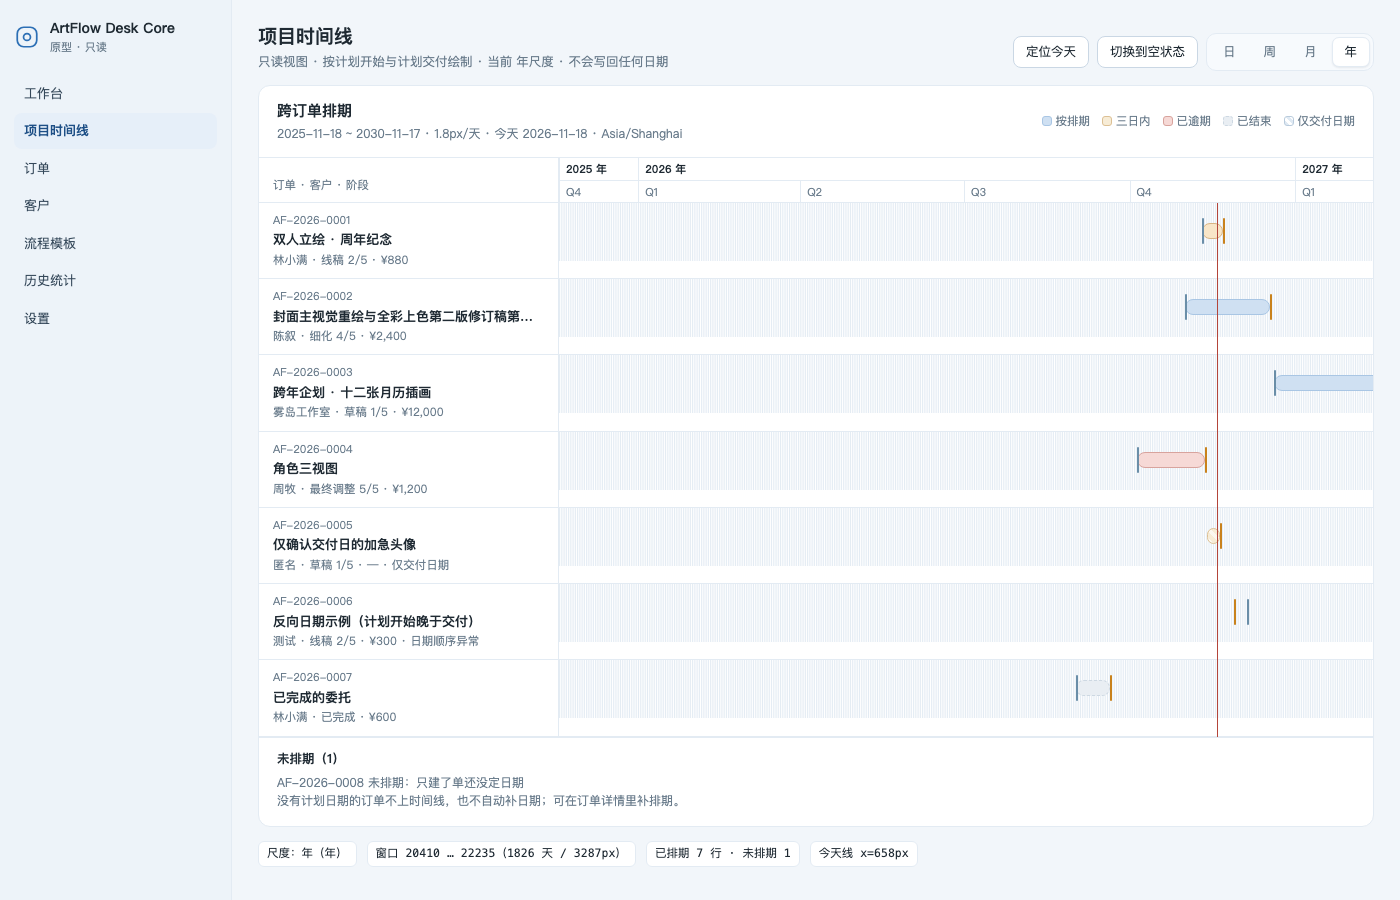 ArtFlow Desk Core
原型 · 只读
工作台
项目时间线
订单
客户
流程模板
历史统计
设置
项目时间线
只读视图 · 按计划开始与计划交付绘制 · 当前 年尺度 · 不会写回任何日期
定位今天
切换到空状态
日
周
月
年
跨订单排期
2025-11-18 ~ 2030-11-17 · 1.8px/天 · 今天 2026-11-18 · Asia/Shanghai
按排期
三日内
已逾期
已结束
仅交付日期
订单 · 客户 · 阶段
2025 年
2026 年
2027 年
Q4
Q1
Q2
Q3
Q4
Q1
AF-2026-0001
双人立绘 · 周年纪念
林小满 · 线稿 2/5 · ¥880
AF-2026-0002
封面主视觉重绘与全彩上色第二版修订稿第…
陈叙 · 细化 4/5 · ¥2,400
AF-2026-0003
跨年企划 · 十二张月历插画
雾岛工作室 · 草稿 1/5 · ¥12,000
AF-2026-0004
角色三视图
周牧 · 最终调整 5/5 · ¥1,200
AF-2026-0005
仅确认交付日的加急头像
匿名 · 草稿 1/5 · — · 仅交付日期
AF-2026-0006
反向日期示例（计划开始晚于交付）
测试 · 线稿 2/5 · ¥300 · 日期顺序异常
AF-2026-0007
已完成的委托
林小满 · 已完成 · ¥600
未排期（1）
AF-2026-0008 未排期：只建了单还没定日期
没有计划日期的订单不上时间线，也不自动补日期；可在订单详情里补排期。
尺度：年（年）
窗口 20410 … 22235（1826 天 / 3287px）
已排期 7 行 · 未排期 1
今天线 x=658px